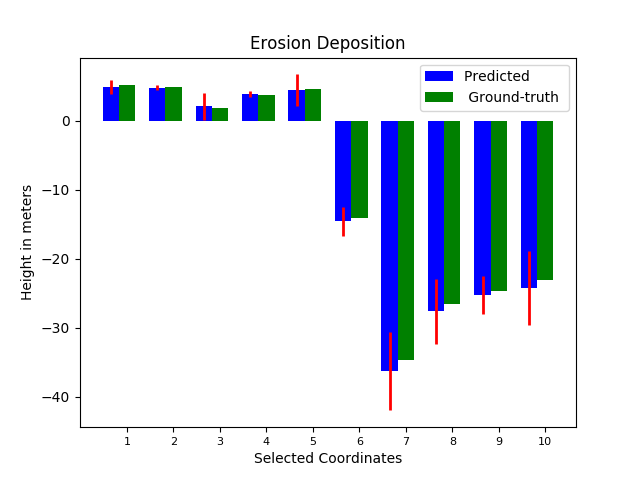 Erosion Deposition
Predicted
Ground-truth
0
−10
−20
−30
−40
Height in meters
1 2 3 4 5 6 7 8 9 10
Selected Coordinates